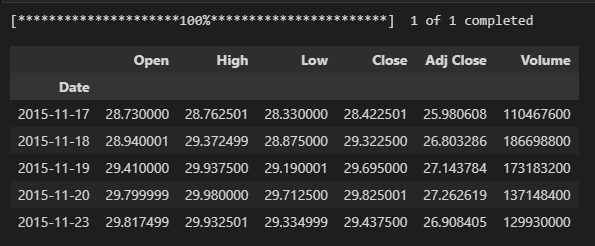 [*********************100%***********************]  1 of 1 completed
Open High Low Close Adj Close Volume
Date
2015-11-17 28.730000 28.762501 28.330000 28.422501 25.980608 110467600
2015-11-18 28.940001 29.372499 28.875000 29.322500 26.803286 186698800
2015-11-19 29.410000 29.937500 29.190001 29.695000 27.143784 173183200
2015-11-20 29.799999 29.980000 29.712500 29.825001 27.262619 137148400
2015-11-23 29.817499 29.932501 29.334999 29.437500 26.908405 129930000